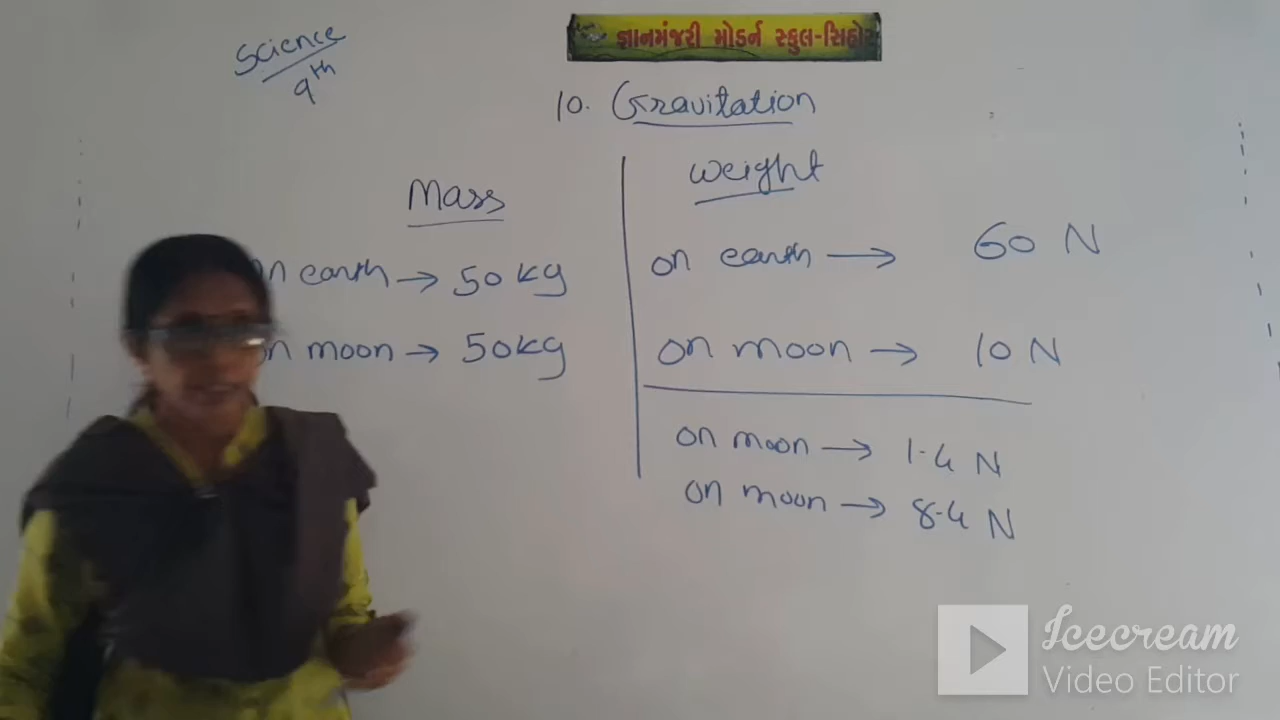 Science
9th
જ્ઞાનમંજરી મોડર્ન સ્કુલ-સિહોર
10. Gravitation
Mass
on earth → 50 kg
on moon → 50kg
Weight
on earth → 60 N
on moon → 10 N
on moon → 1.4 N
on moon → 8.4 N
Icecream
Video Editor